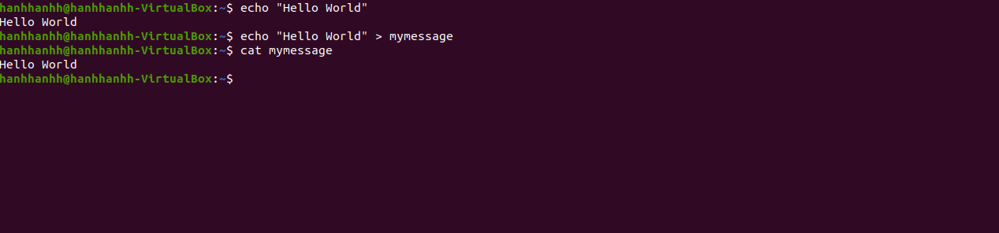 hanhhanhh@hanhhanhh-VirtualBox:~$ echo "Hello World"
Hello World
hanhhanhh@hanhhanhh-VirtualBox:~$ echo "Hello World" > mymessage
hanhhanhh@hanhhanhh-VirtualBox:~$ cat mymessage
Hello World
hanhhanhh@hanhhanhh-VirtualBox:~$